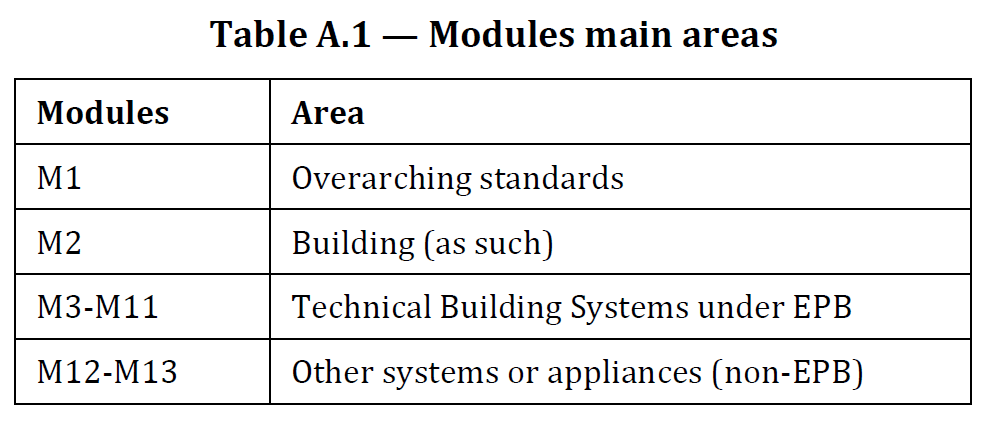 Table A.1 — Modules main areas
Modules Area
M1 Overarching standards
M2 Building (as such)
M3-M11 Technical Building Systems under EPB
M12-M13 Other systems or appliances (non-EPB)